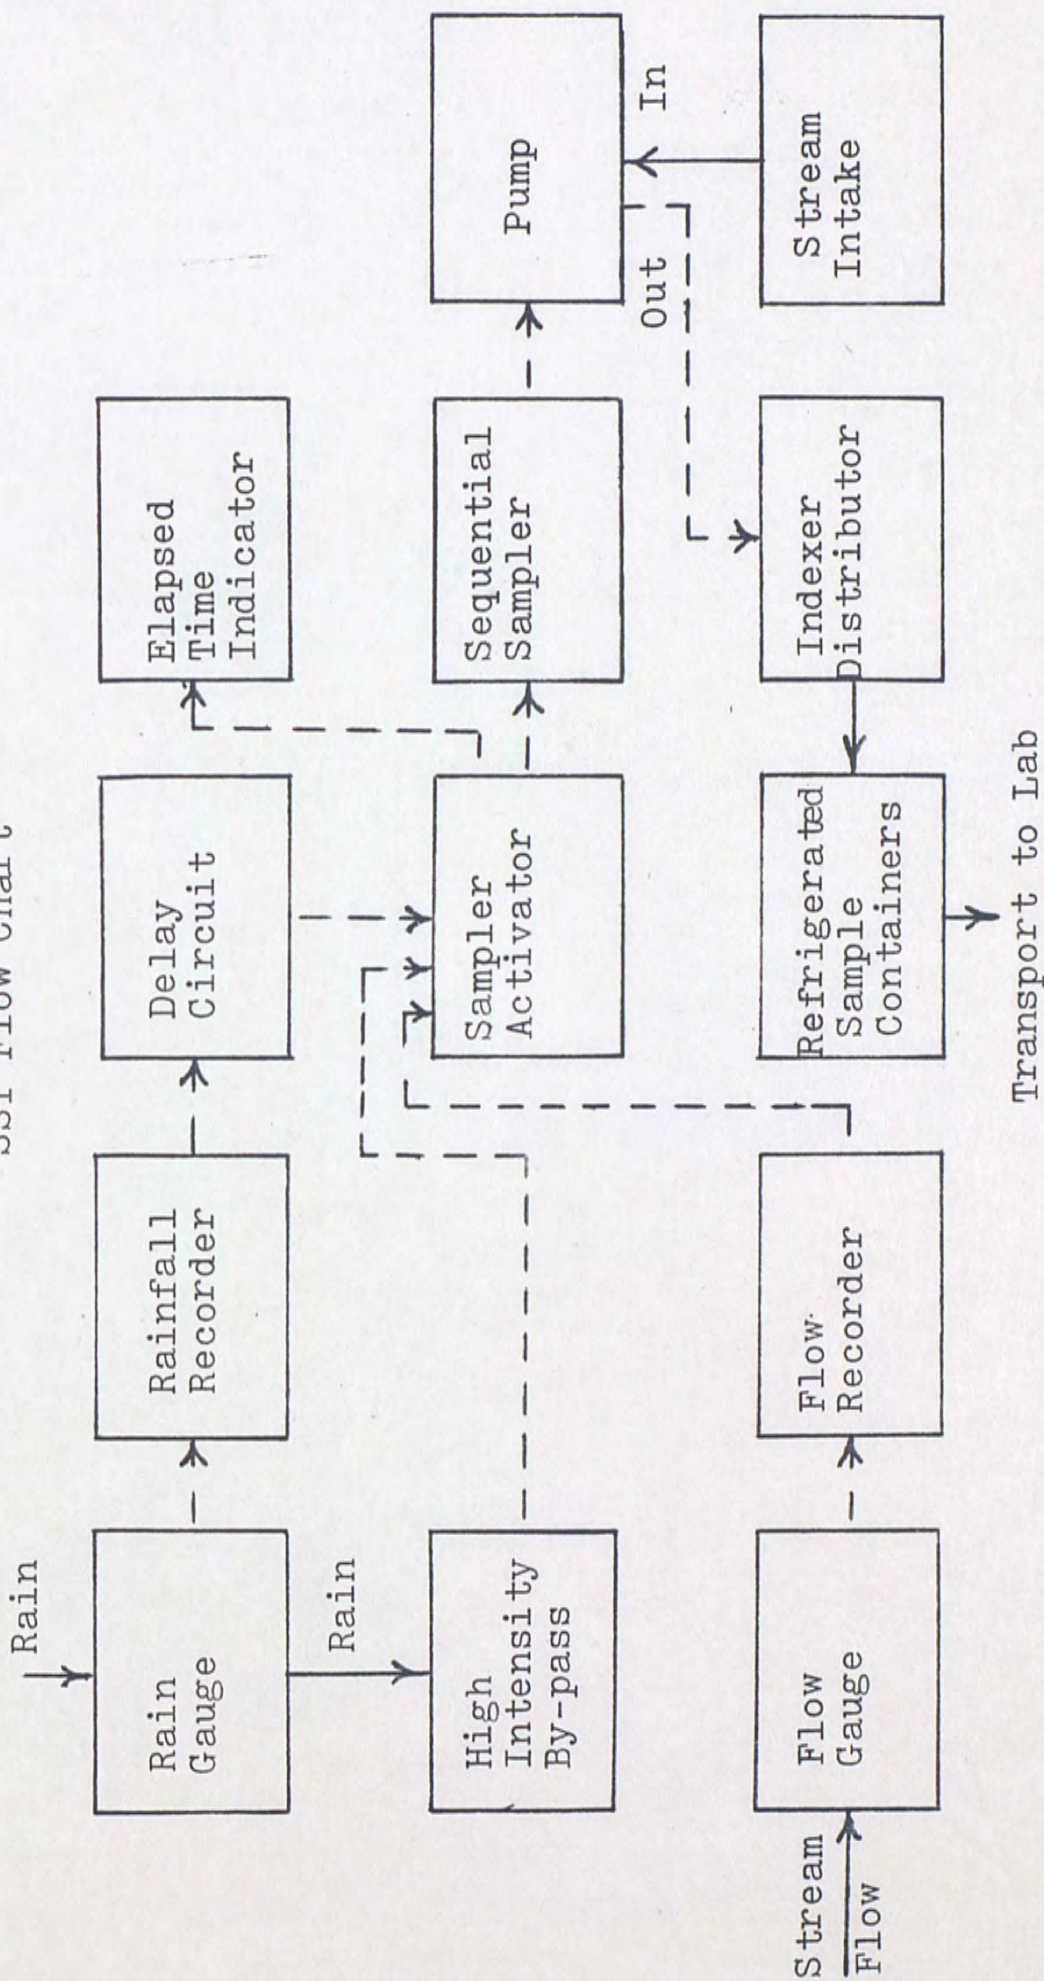 Flow Chart
Rain
Rain
Gauge
Rainfall
Recorder
Delay
Circuit
Elapsed
Time
Indicator
Rain
High
Intensity
By-pass
Sampler
Activator
Sequential
Sampler
Pump
Out
In
Stream
Flow
Flow
Gauge
Flow
Recorder
Refrigerated
Sample
Containers
Indexer
Distributor
Stream
Intake
Transport to Lab